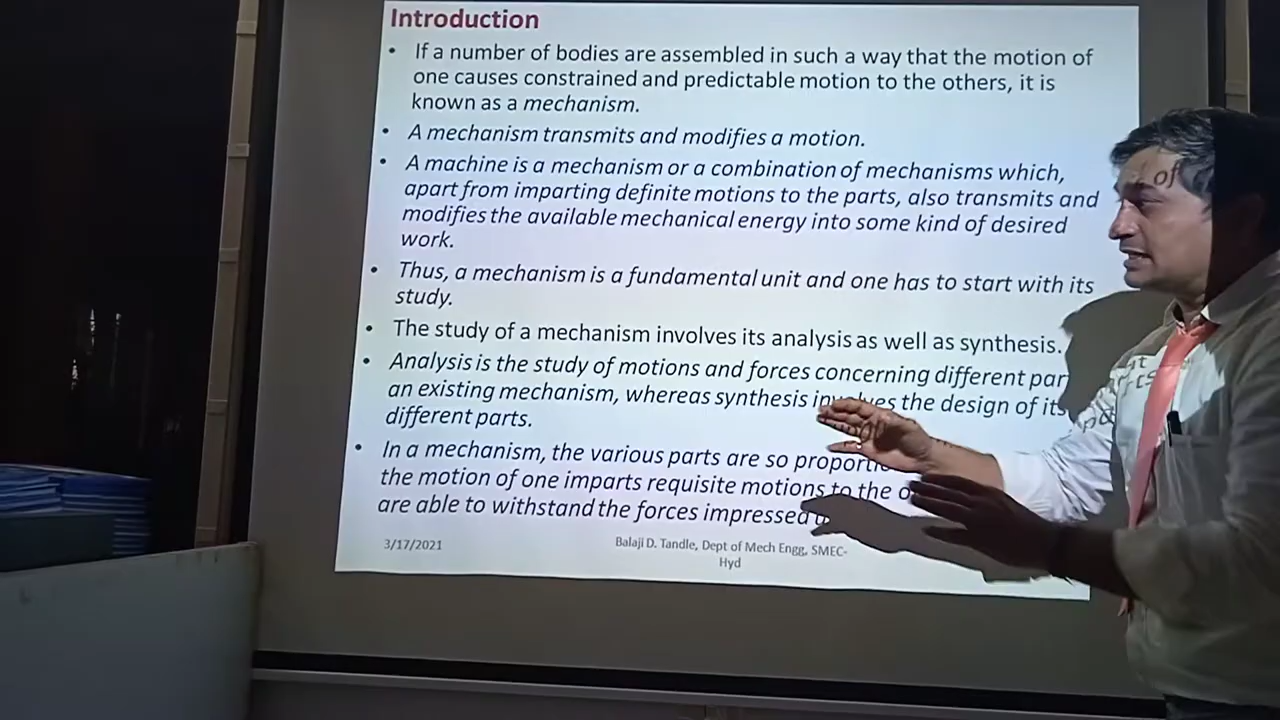 Introduction
• If a number of bodies are assembled in such a way that the motion of
one causes constrained and predictable motion to the others, it is
known as a mechanism.
• A mechanism transmits and modifies a motion.
• A machine is a mechanism or a combination of mechanisms which,
apart from imparting definite motions to the parts, also transmits and
modifies the available mechanical energy into some kind of desired
work.
• Thus, a mechanism is a fundamental unit and one has to start with its
study.
• The study of a mechanism involves its analysis as well as synthesis.
• Analysis is the study of motions and forces concerning different
an existing mechanism, whereas synthesis involves the design of its
different parts.
• In a mechanism, the various parts are so
the motion of one imparts requisite motions to the
are able to withstand the forces impressed
3/17/2021
Balaji D. Tandle, Dept of Mech Engg, SMEC-
Hyd